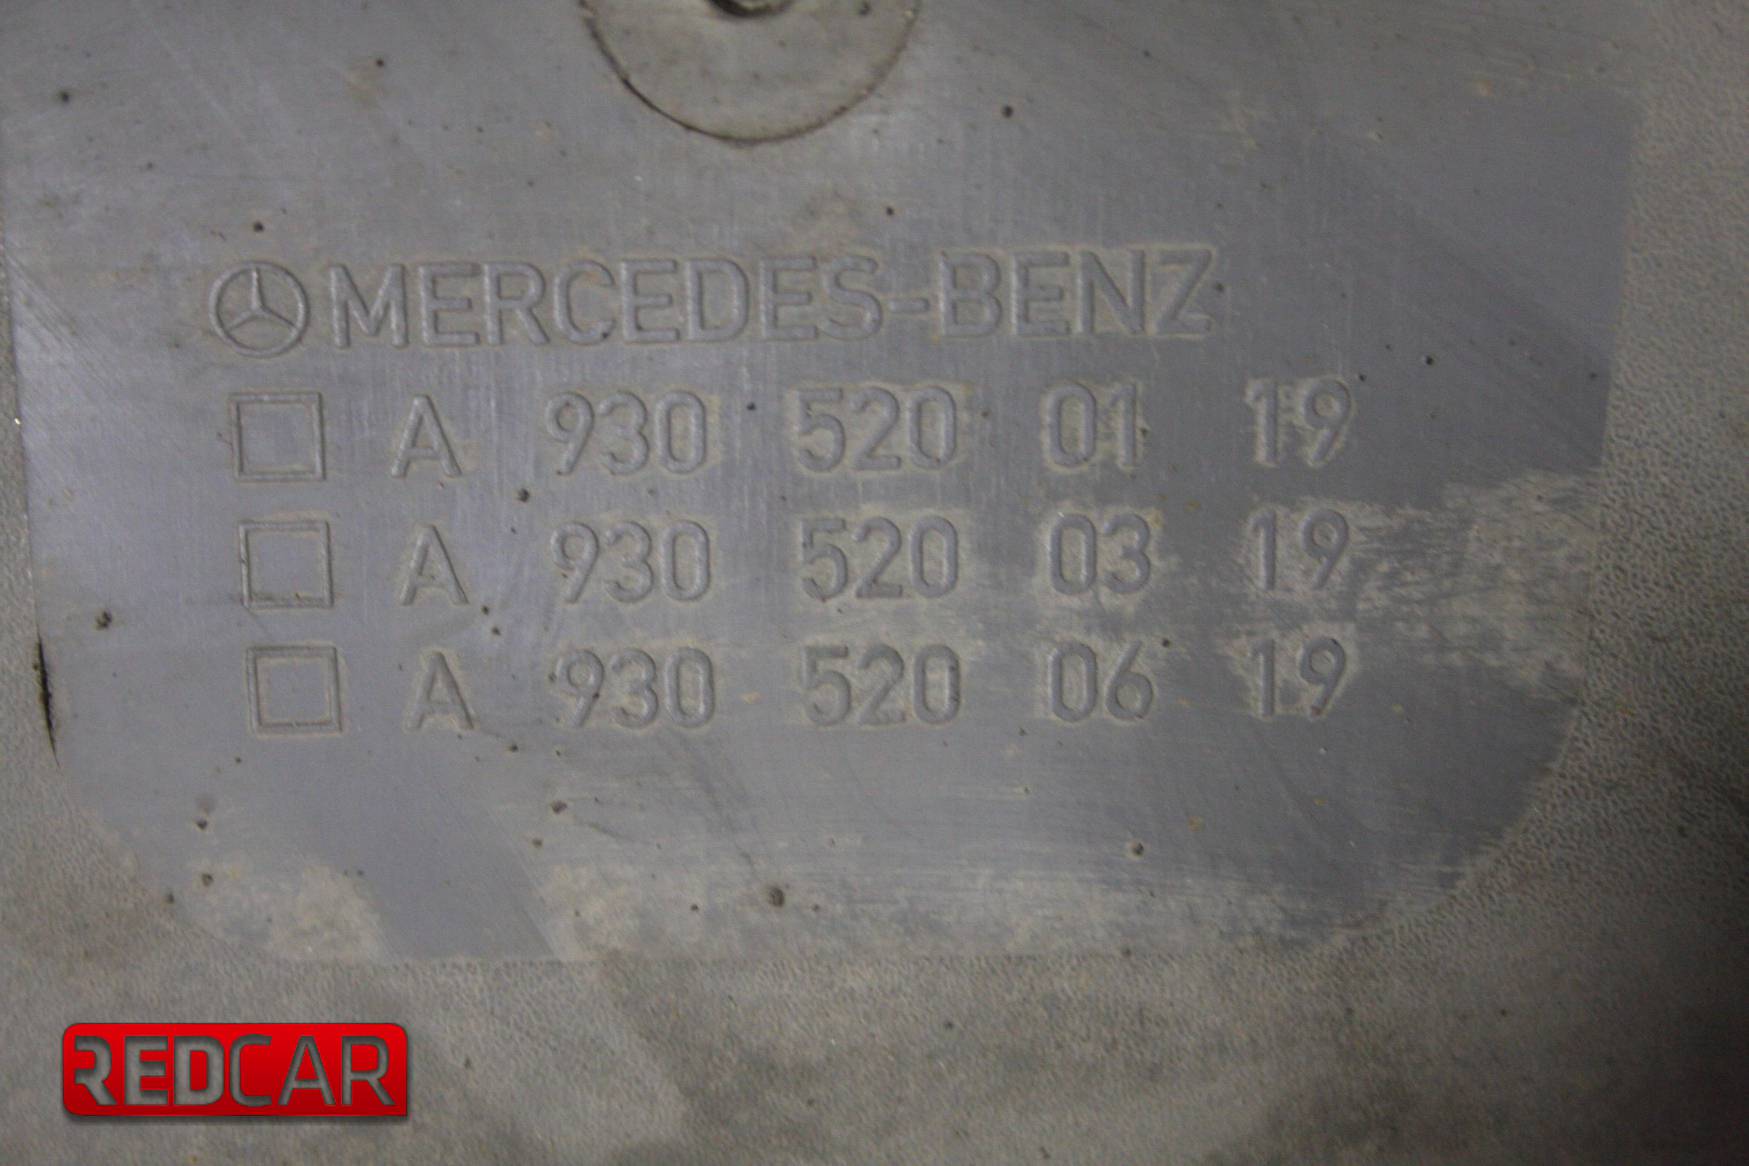 MERCEDES-BENZ
A 930 520 01 19
A 930 520 03 19
A 930 520 06 19
REDCAR